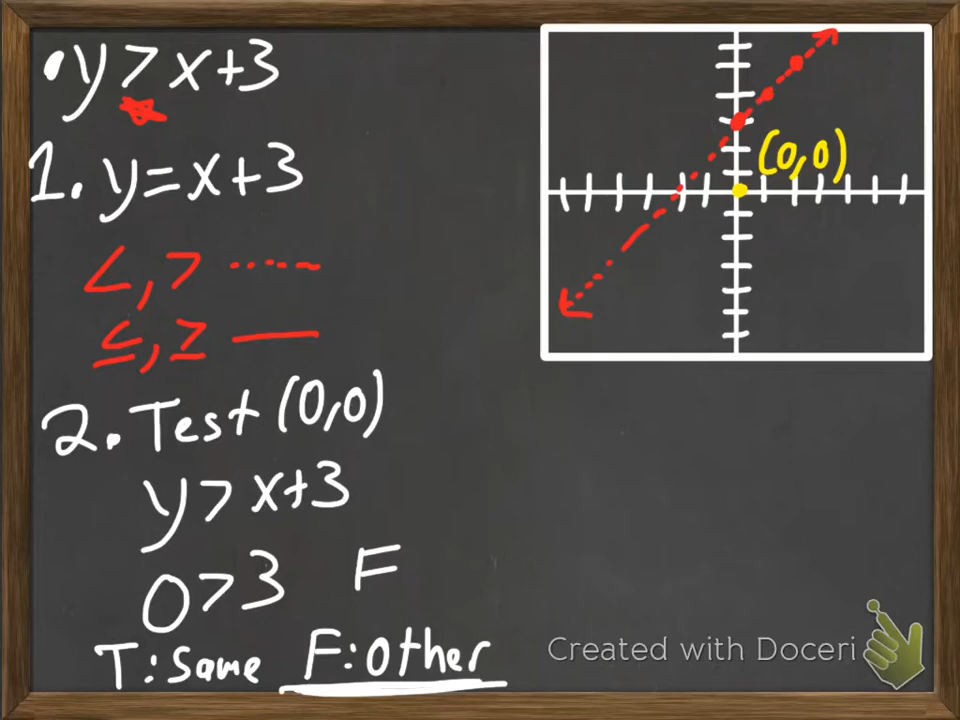 •y > x+3
1. y=x+3
<, > ......
≤, ≥ —
2. Test (0,0)
y > x+3
0 > 3 F
T: Same F: Other
(0,0)
Created with Doceri